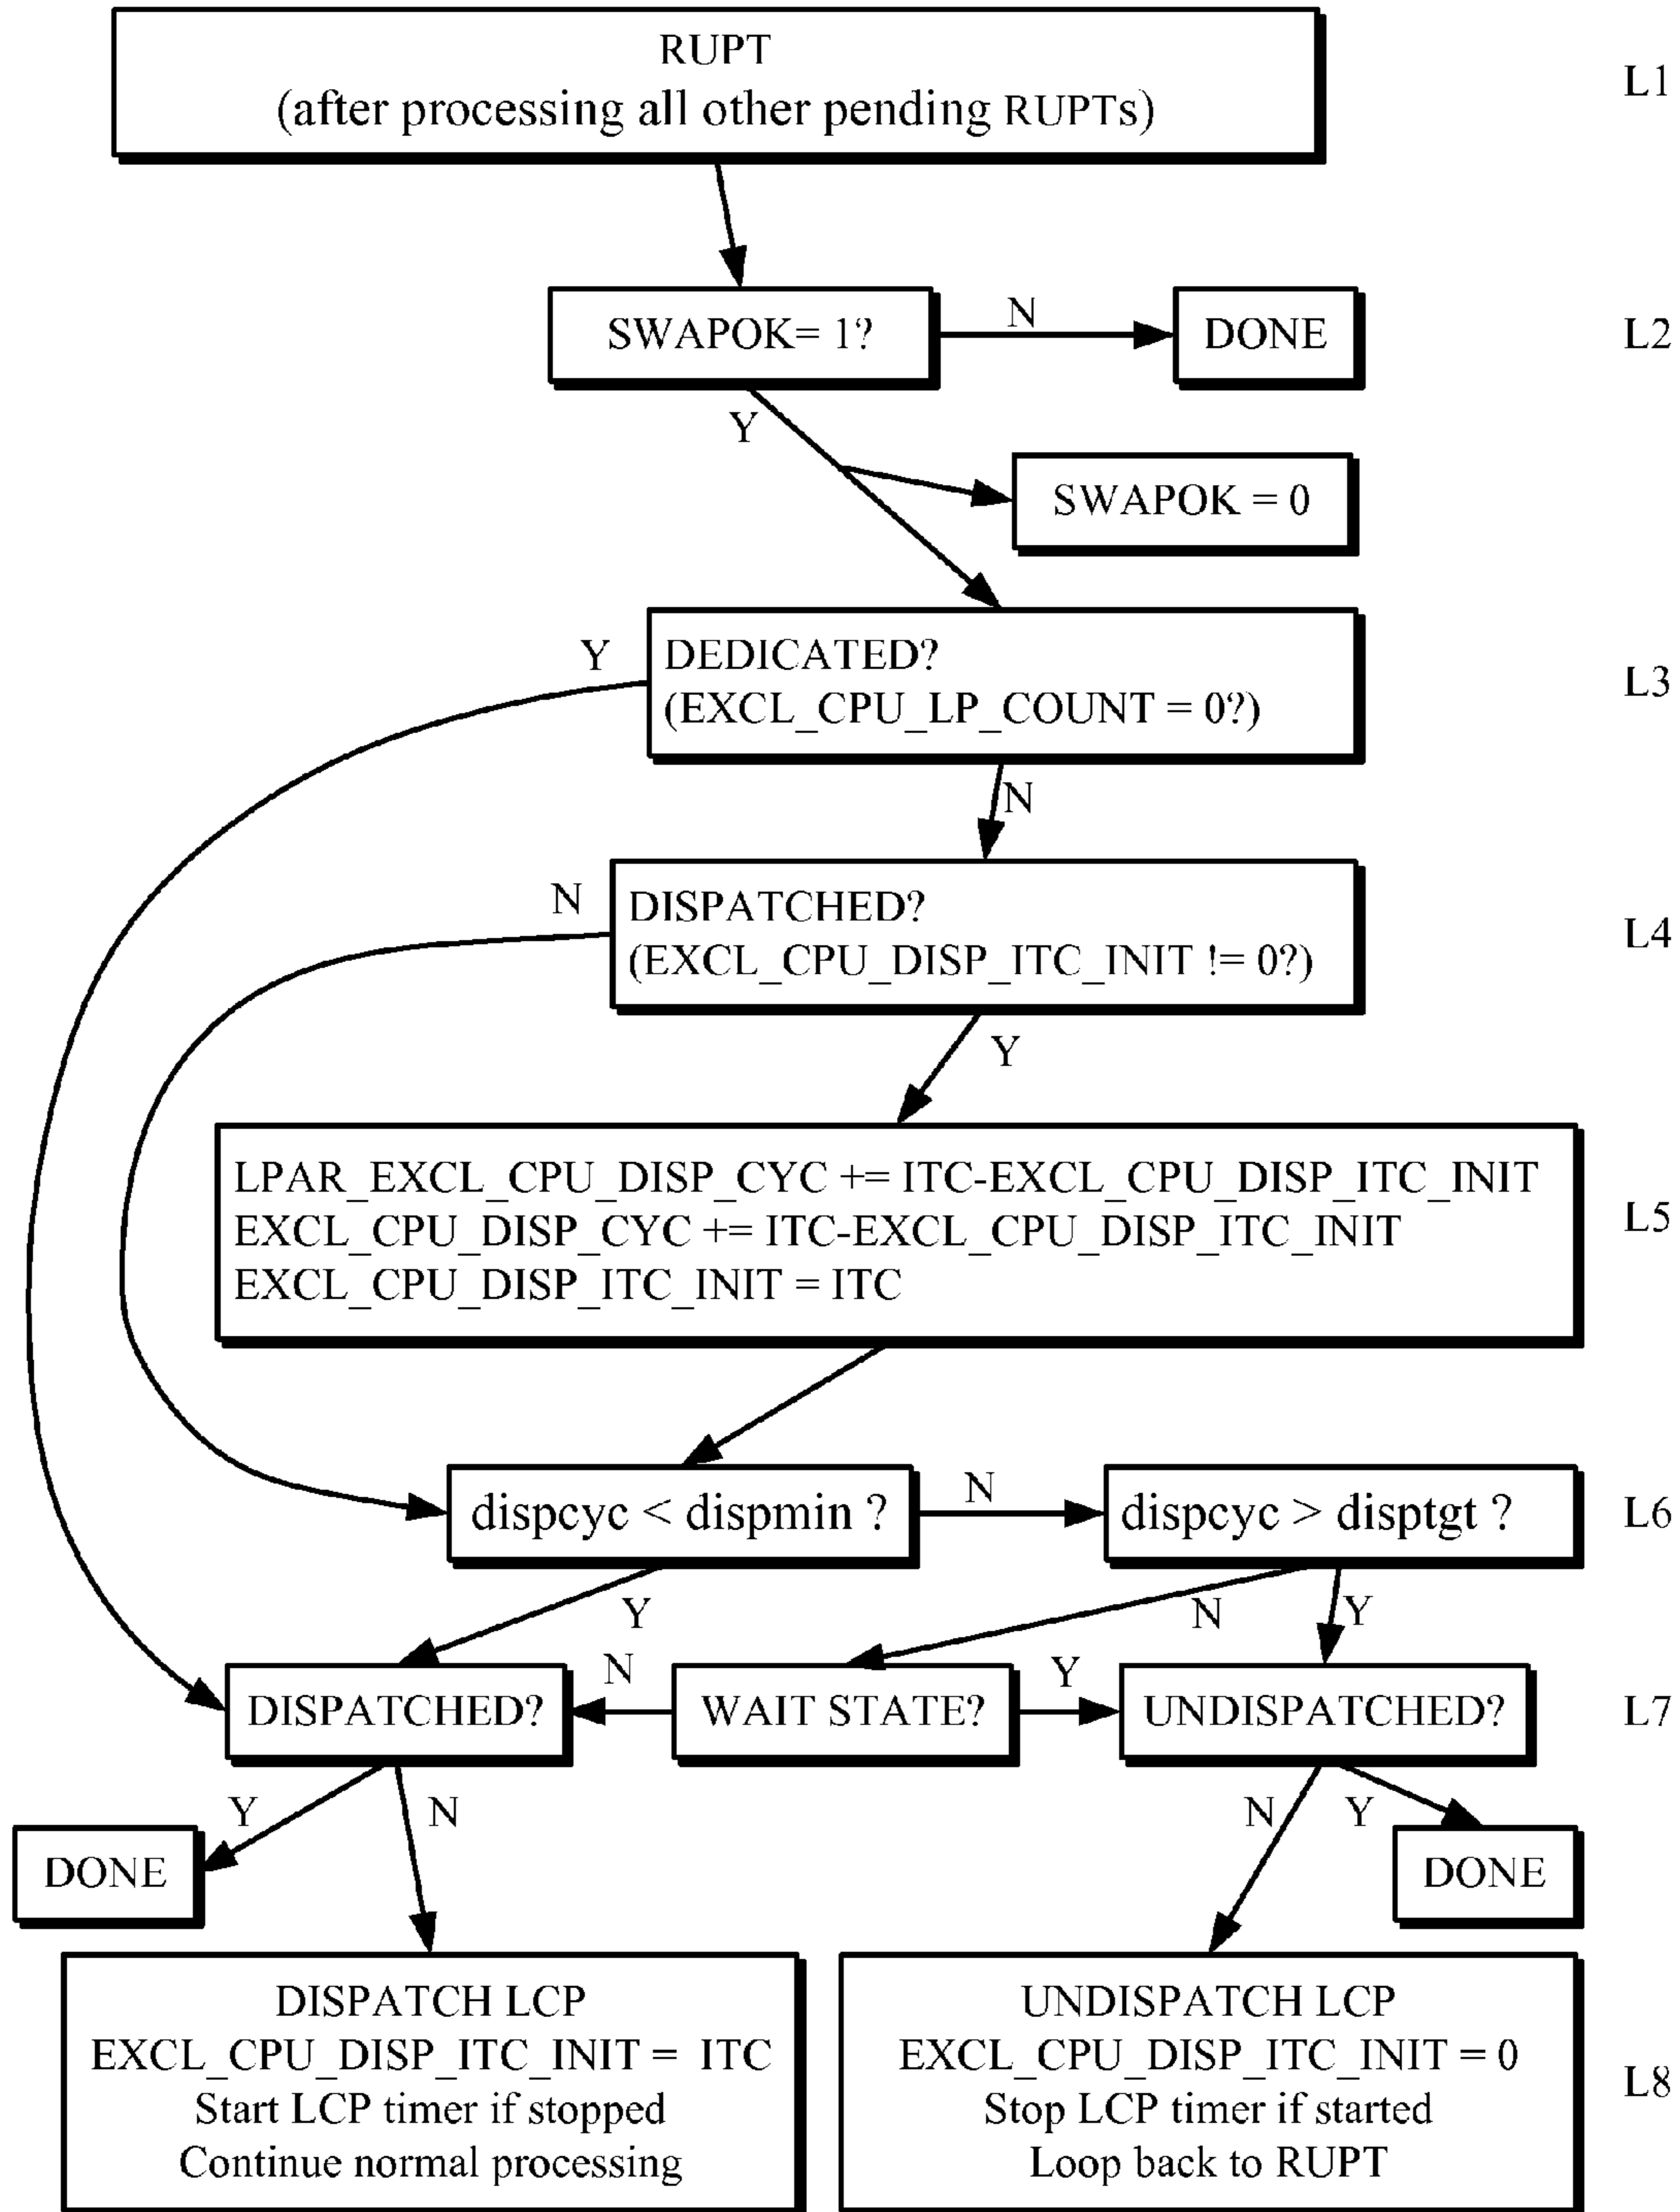 RUPT
(after processing all other pending RUPTs)
L1
SWAPOK= 1?
N
DONE
L2
Y
SWAPOK = 0
Y
DEDICATED?
(EXCL_CPU_LP_COUNT = 0?)
L3
N
N
DISPATCHED?
(EXCL_CPU_DISP_ITC_INIT != 0?)
L4
Y
LPAR_EXCL_CPU_DISP_CYC += ITC-EXCL_CPU_DISP_ITC_INIT
EXCL_CPU_DISP_CYC += ITC-EXCL_CPU_DISP_ITC_INIT
EXCL_CPU_DISP_ITC_INIT = ITC
L5
dispcyc < dispmin ?
N
dispcyc > disptgt ?
L6
Y
N
Y
DISPATCHED?
N
WAIT STATE?
Y
UNDISPATCHED?
L7
Y
N
N
Y
DONE
DONE
DISPATCH LCP
EXCL_CPU_DISP_ITC_INIT = ITC
Start LCP timer if stopped
Continue normal processing
UNDISPATCH LCP
EXCL_CPU_DISP_ITC_INIT = 0
Stop LCP timer if started
Loop back to RUPT
L8